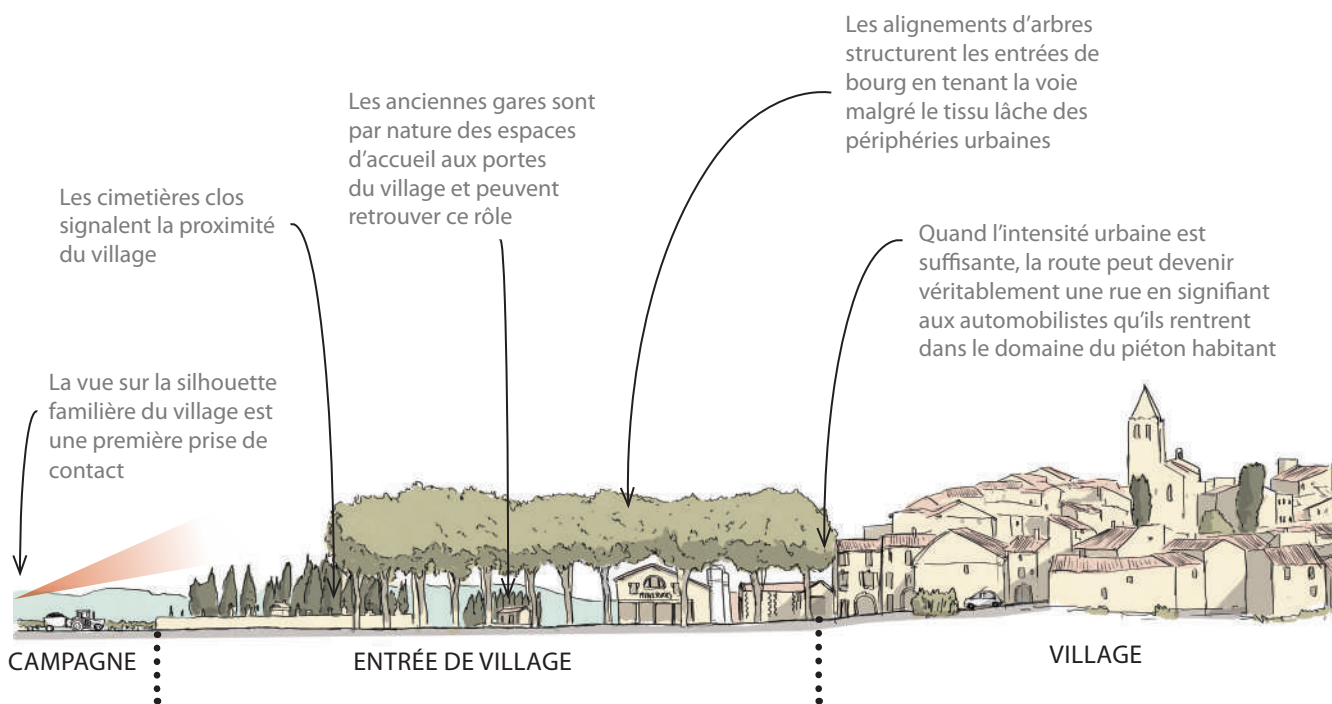 Les alignements d’arbres
structurent les entrées de
bourg en tenant la voie
malgré le tissu lâche des
périphéries urbaines
Les anciennes gares sont
par nature des espaces
d’accueil aux portes
du village et peuvent
retrouver ce rôle
Les cimetières clos
signalent la proximité
du village
Quand l’intensité urbaine est
suffisante, la route peut devenir
véritablement une rue en signifiant
aux automobilistes qu’ils rentrent
dans le domaine du piéton habitant
La vue sur la silhouette
familière du village est
une première prise de
contact
CAMPAGNE
ENTRÉE DE VILLAGE
VILLAGE